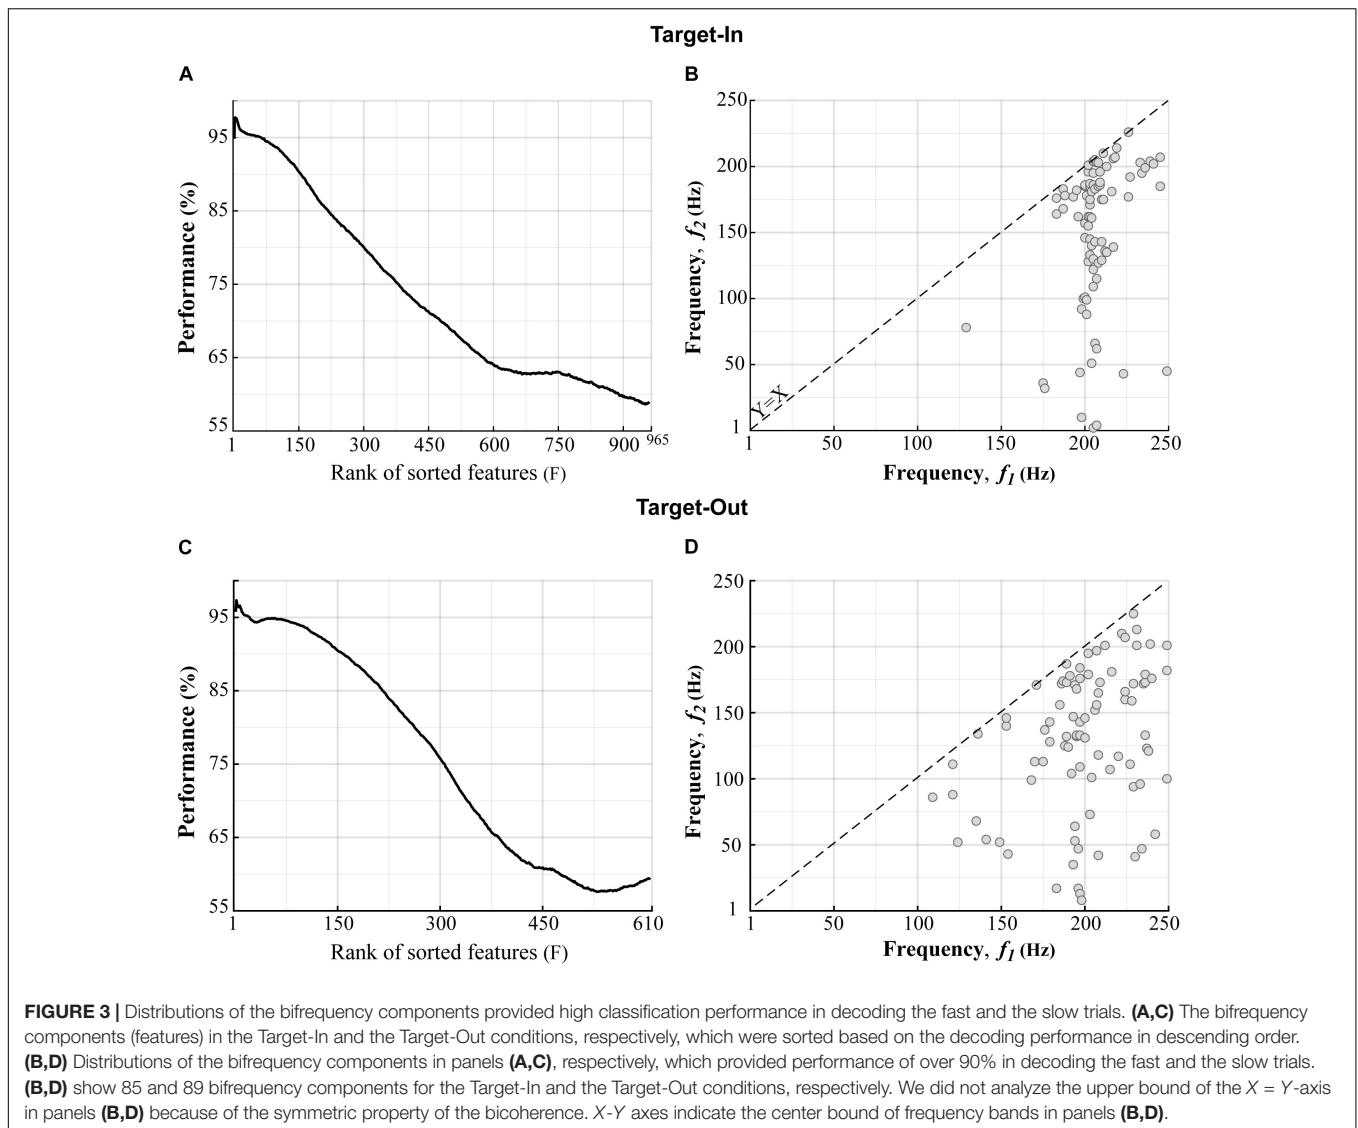 Target-In
A
B
95
85
75
65
55
Performance (%)
1 150 300 450 600 750 900 965
Rank of sorted features (F)
250
200
150
100
50
1
Frequency, f2 (Hz)
Y=X
1 50 100 150 200 250
Frequency, f1 (Hz)
Target-Out
C
D
95
85
75
65
55
Performance (%)
1 150 300 450 610
Rank of sorted features (F)
250
200
150
100
50
1
Frequency, f2 (Hz)
1 50 100 150 200 250
Frequency, f1 (Hz)
FIGURE 3 | Distributions of the bifrequency components provided high classification performance in decoding the fast and the slow trials. (A,C) The bifrequency
components (features) in the Target-In and the Target-Out conditions, respectively, which were sorted based on the decoding performance in descending order.
(B,D) Distributions of the bifrequency components in panels (A,C), respectively, which provided performance of over 90% in decoding the fast and the slow trials.
(B,D) show 85 and 89 bifrequency components for the Target-In and the Target-Out conditions, respectively. We did not analyze the upper bound of the X = Y-axis
in panels (B,D) because of the symmetric property of the bicoherence. X-Y axes indicate the center bound of frequency bands in panels (B,D).